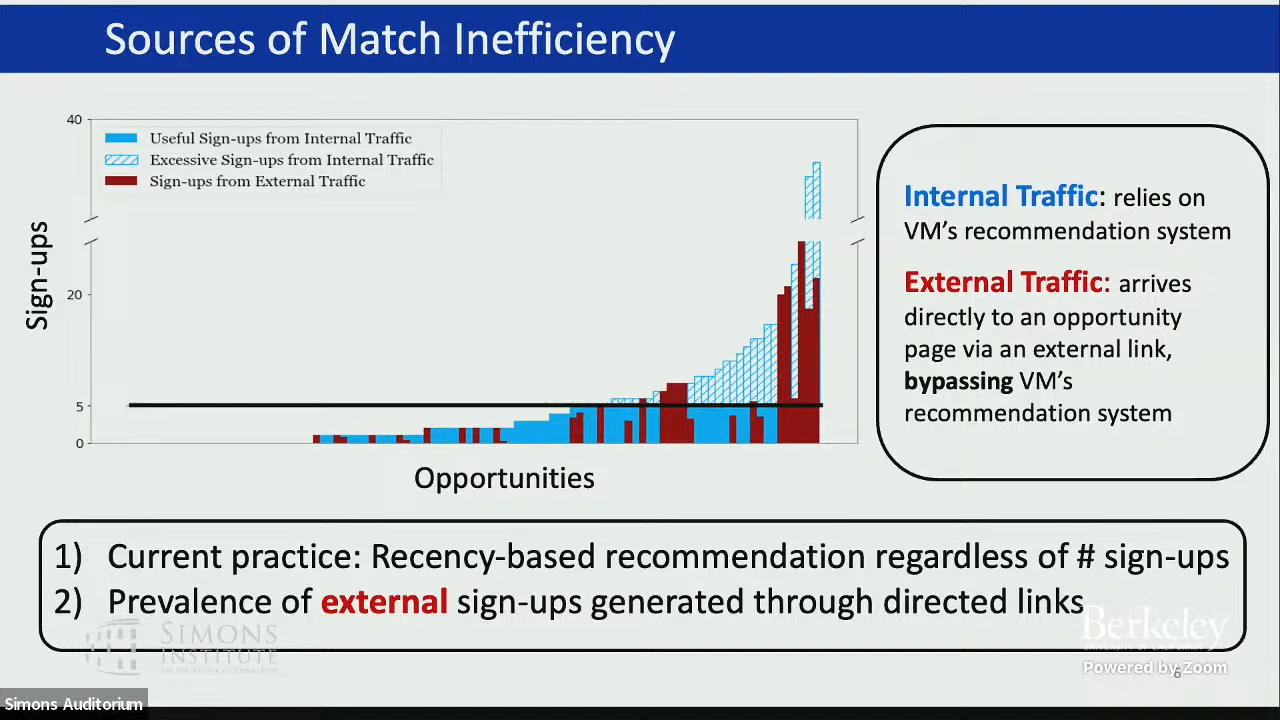 Sources of Match Inefficiency
40
20
5
0
Sign-ups
Useful Sign-ups from Internal Traffic
Excessive Sign-ups from Internal Traffic
Sign-ups from External Traffic
Opportunities
Internal Traffic: relies on
VM's recommendation system
External Traffic: arrives
directly to an opportunity
page via an external link,
bypassing VM's
recommendation system
1) Current practice: Recency-based recommendation regardless of # sign-ups
2) Prevalence of external sign-ups generated through directed links
SIMONS
INSTITUTE
Berkeley
UNIVERSITY OF CALIFORNIA
Powered by Zoom
6
Simons Auditorium